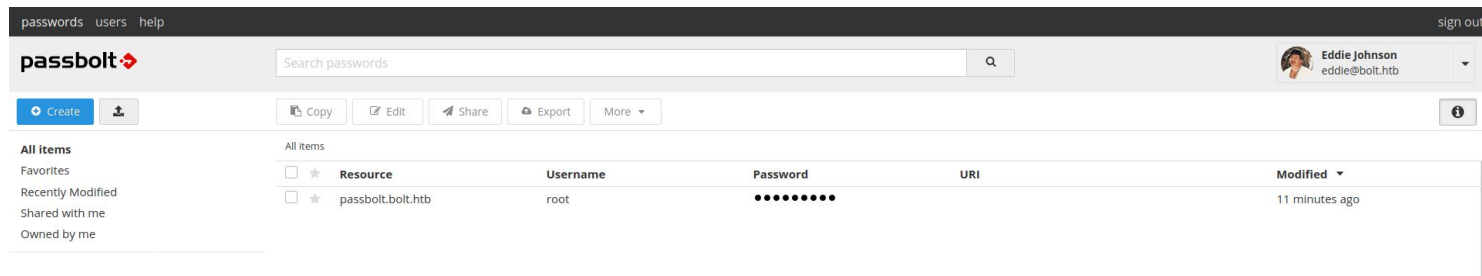 passwords users help sign out
passbolt
Search passwords
Eddie Johnson
eddie@bolt.htb
Create
Copy Edit Share Export More
All items
Favorites
Recently Modified
Shared with me
Owned by me
All items
Resource Username Password URI Modified
passbolt.bolt.htb root ●●●●●●●●● 11 minutes ago